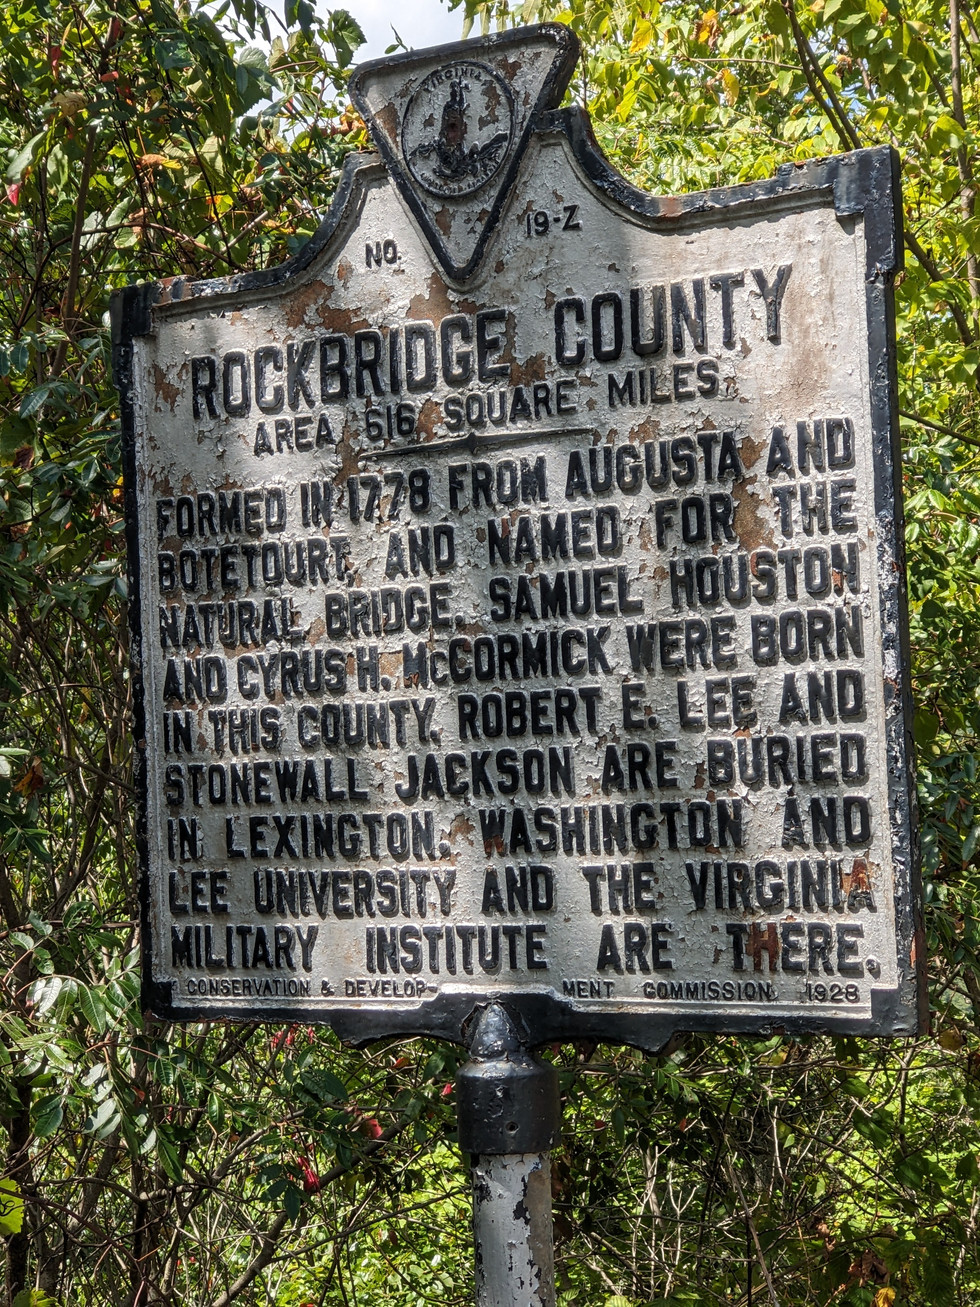 VIRGINIA
NO. 19-Z
ROCKBRIDGE COUNTY
AREA 616 SQUARE MILES
FORMED IN 1778 FROM AUGUSTA AND
BOTETOURT, AND NAMED FOR THE
NATURAL BRIDGE. SAMUEL HOUSTON
AND CYRUS H. McCORMICK WERE BORN
IN THIS COUNTY. ROBERT E. LEE AND
STONEWALL JACKSON ARE BURIED
IN LEXINGTON. WASHINGTON AND
LEE UNIVERSITY AND THE VIRGINIA
MILITARY INSTITUTE ARE THERE.
CONSERVATION & DEVELOP- MENT COMMISSION 1928